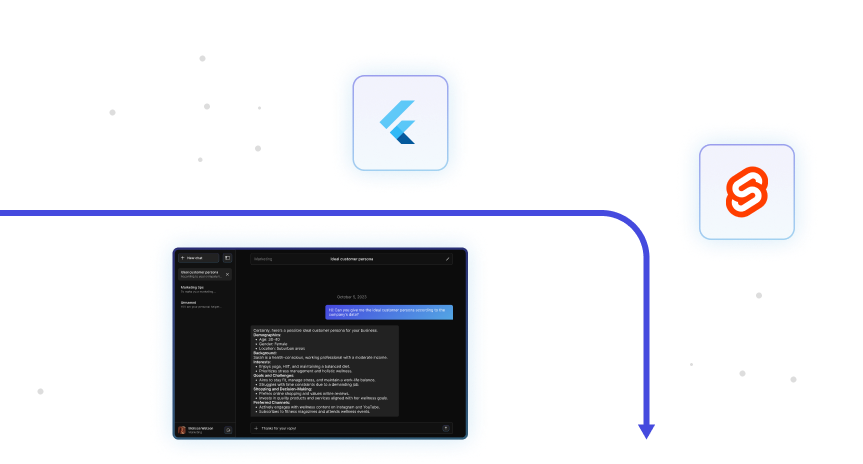 New chat
Ideal customer persona
Marketing tips
Unnamed
Marketing
Ideal customer persona
October 5, 2023
Hi! Can you give me the ideal customer persona according to the
company's data?
Certainly, here's a possible ideal customer persona for your business.
Demographics:
• Age: 30-40
• Gender: Female
• Location: Suburban areas
Background:
Sarah is a health-conscious, working professional with a moderate income.
Interests:
• Enjoys yoga, HIIT, and maintaining a balanced diet.
• Prioritizes stress management and holistic wellness.
Goals and Challenges:
• Aims to stay fit, manage stress, and maintain a work-life balance.
• Struggles with time constraints due to a demanding job.
Shopping and Decision-Making:
• Prefers online shopping and values online reviews.
• Invests in quality products and services aligned with her wellness goals.
Preferred Channels:
• Actively engages with wellness content on Instagram and YouTube.
• Subscribes to fitness magazines and attends wellness events.
Thanks for your reply!
Melissa Watson
Marketing